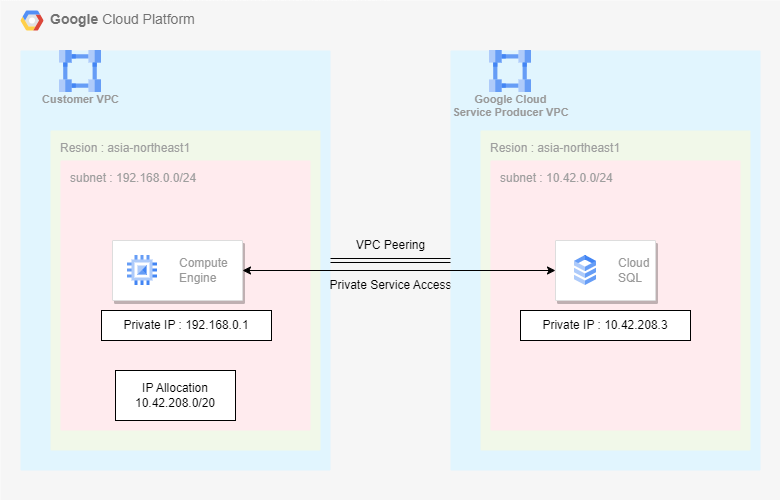 Google Cloud Platform
Customer VPC
Resion : asia-northeast1
subnet : 192.168.0.0/24
Compute
Engine
Private IP : 192.168.0.1
IP Allocation
10.42.208.0/20
VPC Peering
Private Service Access
Google Cloud
Service Producer VPC
Resion : asia-northeast1
subnet : 10.42.0.0/24
Cloud
SQL
Private IP : 10.42.208.3